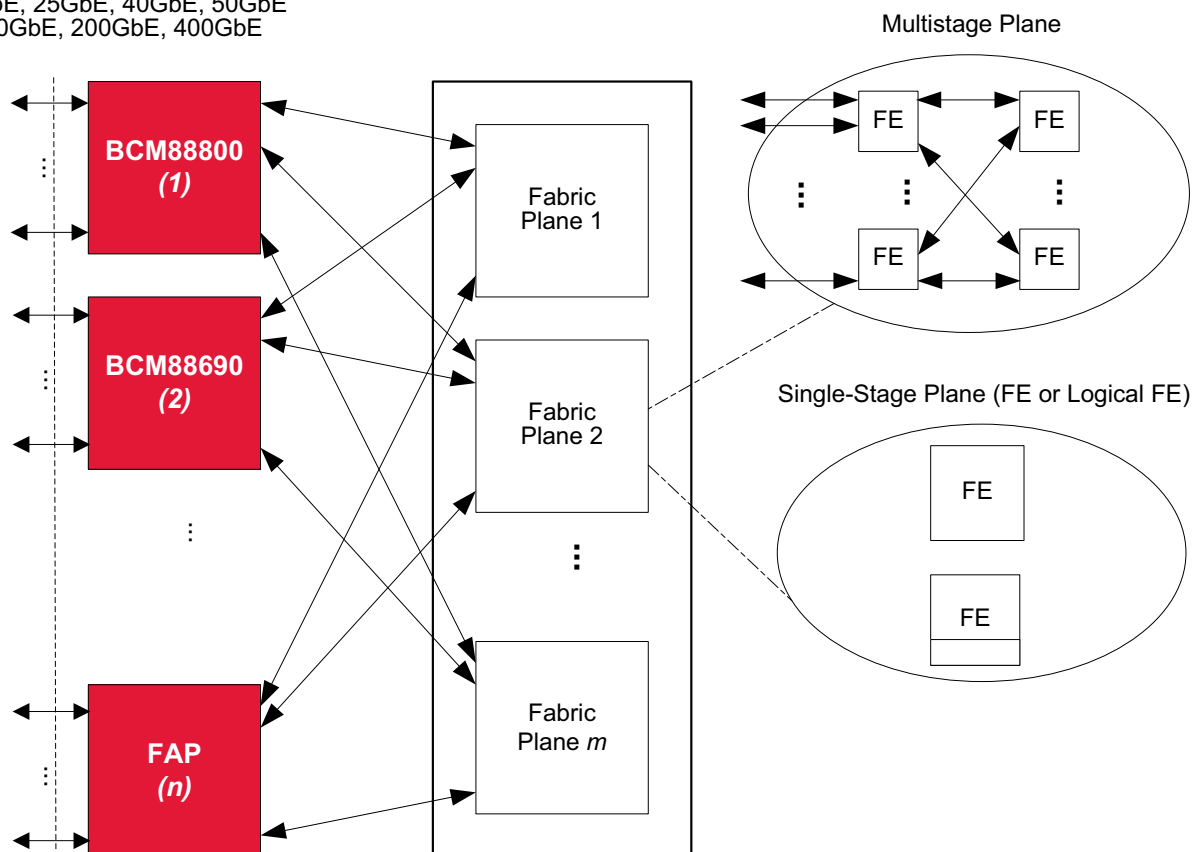 25GbE, 40GbE, 50GbE
200GbE, 400GbE
Multistage Plane
BCM88800
(1)
BCM88690
(2)
FAP
(n)
Fabric
Plane 1
Fabric
Plane 2
Fabric
Plane m
FE
FE
FE
FE
Single-Stage Plane (FE or Logical FE)
FE
FE